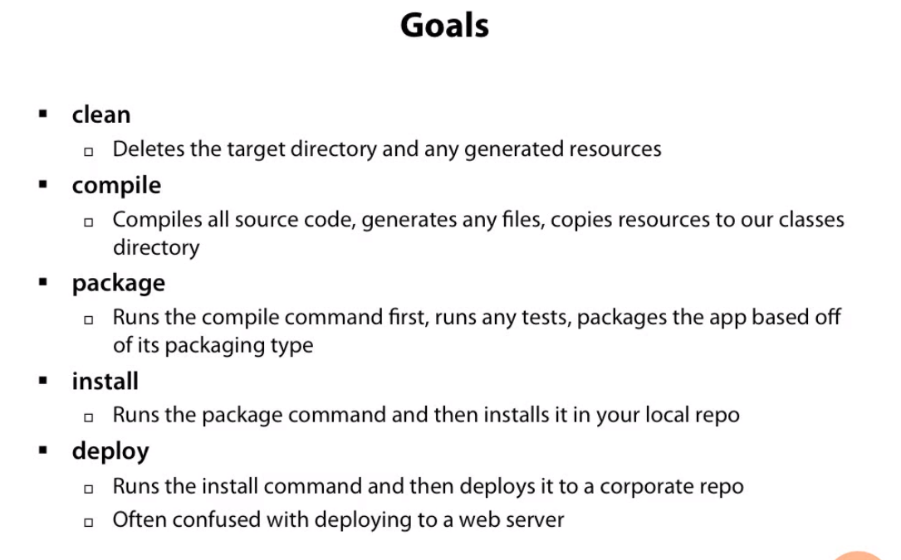 Goals
▪ clean
▫ Deletes the target directory and any generated resources
▪ compile
▫ Compiles all source code, generates any files, copies resources to our classes
directory
▪ package
▫ Runs the compile command first, runs any tests, packages the app based off
of its packaging type
▪ install
▫ Runs the package command and then installs it in your local repo
▪ deploy
▫ Runs the install command and then deploys it to a corporate repo
▫ Often confused with deploying to a web server